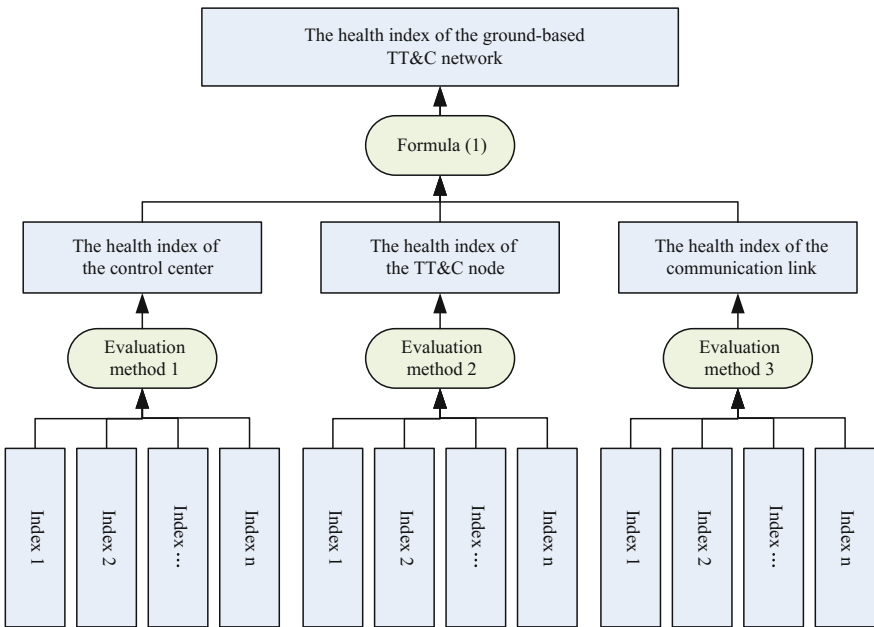 The health index of the ground-based
TT&C network
Formula (1)
The health index of
the control center
The health index of
the TT&C node
The health index of the
communication link
Evaluation
method 1
Evaluation
method 2
Evaluation
method 3
Index 1
Index 2
Index ···
Index n
Index 1
Index 2
Index ···
Index n
Index 1
Index 2
Index ···
Index n